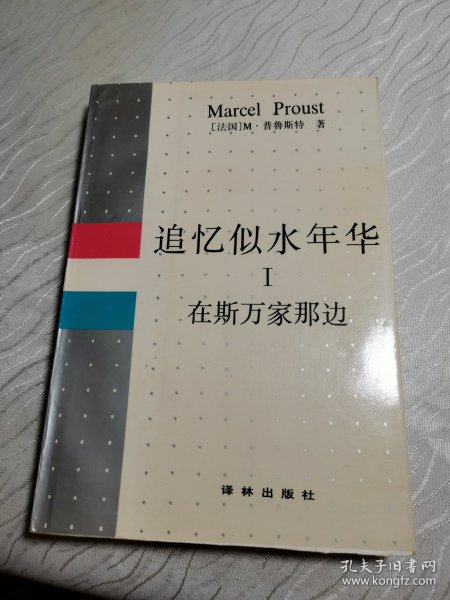 Marcel Proust
[法国]M·普鲁斯特 著
追忆似水年华
I
在斯万家那边
译林出版社
孔夫子旧书网
www.kongfz.com